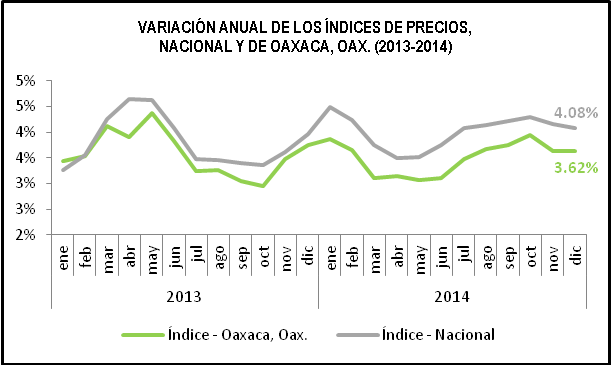 VARIACIÓN ANUAL DE LOS ÍNDICES DE PRECIOS,
NACIONAL Y DE OAXACA, OAX. (2013-2014)
5%
5%
4%
4%
3%
3%
2%
4.08%
3.62%
ene feb mar abr may jun jul ago sep oct nov dic ene feb mar abr may jun jul ago sep oct nov dic
2013 2014
Índice - Oaxaca, Oax. Índice - Nacional